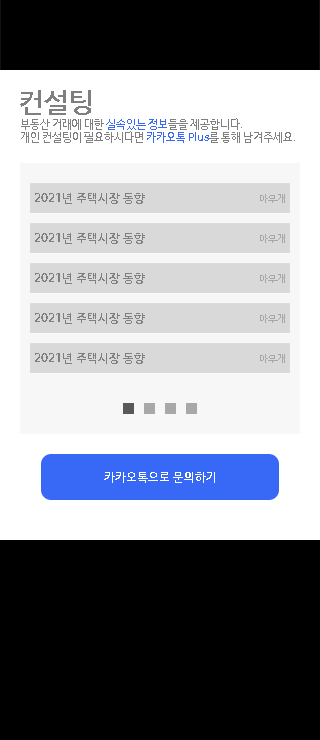 컨설팅
부동산 거래에 대한 실속있는 정보들을 제공합니다.
개인 컨설팅이 필요하시다면 카카오톡 Plus를 통해 남겨주세요.
2021년 주택시장 동향 아무개
2021년 주택시장 동향 아무개
2021년 주택시장 동향 아무개
2021년 주택시장 동향 아무개
2021년 주택시장 동향 아무개
카카오톡으로 문의하기